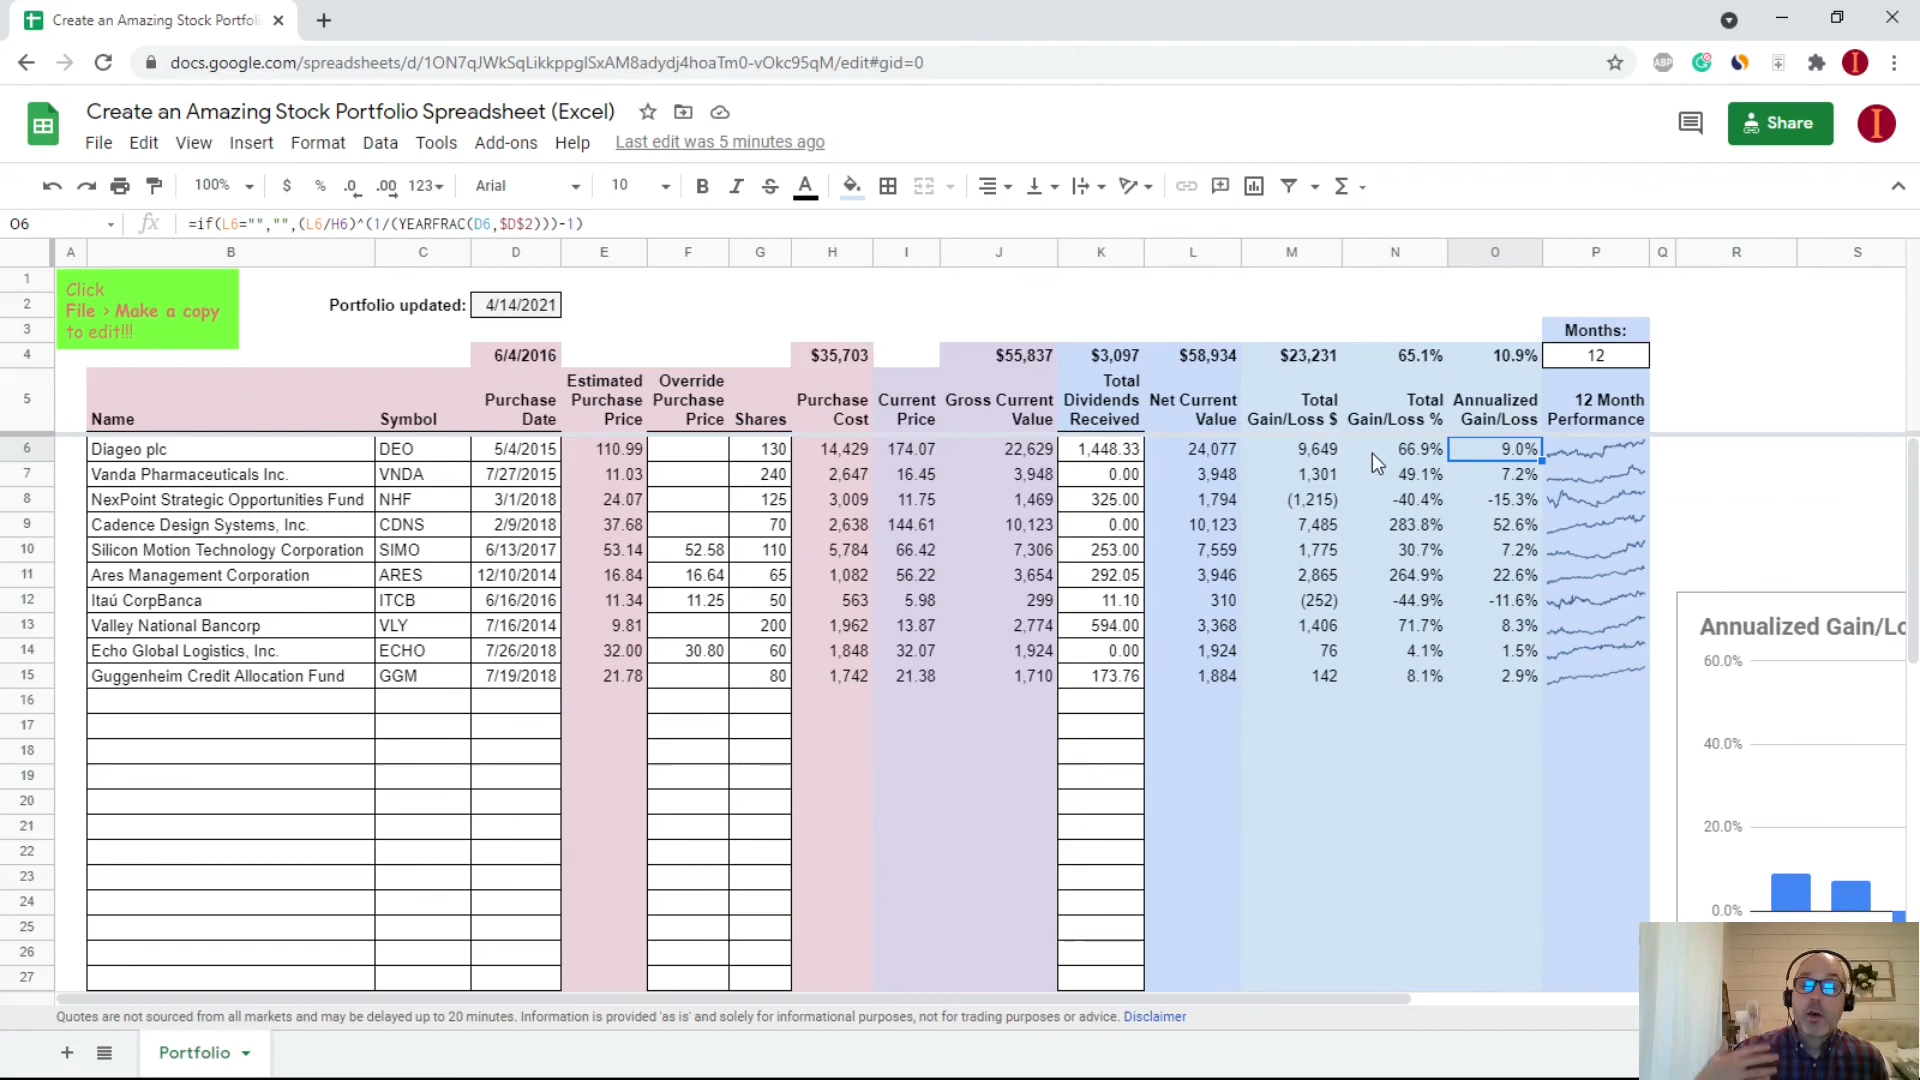 Create an Amazing Stock Portfoli
docs.google.com/spreadsheets/d/1ON7qJWkSqLikkppgISxAM8adydj4hoaTm0-vOkc95qM/edit#gid=0
ABP
I
Create an Amazing Stock Portfolio Spreadsheet (Excel)
Share
I
File Edit View Insert Format Data Tools Add-ons Help Last edit was 5 minutes ago
100% $ % .0 .00 123 Arial 10 B I S A Σ
O6 fx =if(L6="","",(L6/H6)^(1/(YEARFRAC(D6,$D$2)))-1)
A B C D E F G H I J K L M N O P Q R S
1
Click
File > Make a copy
to edit!!!
2 Portfolio updated: 4/14/2021
3 Months:
4 6/4/2016 $35,703 $55,837 $3,097 $58,934 $23,231 65.1% 10.9% 12
5 Name Symbol Purchase Date Estimated Purchase Price Override Purchase Price Shares Purchase Cost Current Price Gross Current Value Total Dividends Received Net Current Value Total Gain/Loss $ Total Gain/Loss % Annualized Gain/Loss 12 Month Performance
6 Diageo plc DEO 5/4/2015 110.99 130 14,429 174.07 22,629 1,448.33 24,077 9,649 66.9% 9.0%
7 Vanda Pharmaceuticals Inc. VNDA 7/27/2015 11.03 240 2,647 16.45 3,948 0.00 3,948 1,301 49.1% 7.2%
8 NexPoint Strategic Opportunities Fund NHF 3/1/2018 24.07 125 3,009 11.75 1,469 325.00 1,794 (1,215) -40.4% -15.3%
9 Cadence Design Systems, Inc. CDNS 2/9/2018 37.68 70 2,638 144.61 10,123 0.00 10,123 7,485 283.8% 52.6%
10 Silicon Motion Technology Corporation SIMO 6/13/2017 53.14 52.58 110 5,784 66.42 7,306 253.00 7,559 1,775 30.7% 7.2%
11 Ares Management Corporation ARES 12/10/2014 16.84 16.64 65 1,082 56.22 3,654 292.05 3,946 2,865 264.9% 22.6%
12 Itaú CorpBanca ITCB 6/16/2016 11.34 11.25 50 563 5.98 299 11.10 310 (252) -44.9% -11.6%
13 Valley National Bancorp VLY 7/16/2014 9.81 200 1,962 13.87 2,774 594.00 3,368 1,406 71.7% 8.3%
14 Echo Global Logistics, Inc. ECHO 7/26/2018 32.00 30.80 60 1,848 32.07 1,924 0.00 1,924 76 4.1% 1.5%
15 Guggenheim Credit Allocation Fund GGM 7/19/2018 21.78 80 1,742 21.38 1,710 173.76 1,884 142 8.1% 2.9%
16
17
18
19
20
21
22
23
24
25
26
27
Annualized Gain/Lo
60.0%
40.0%
20.0%
0.0%
Quotes are not sourced from all markets and may be delayed up to 20 minutes. Information is provided 'as is' and solely for informational purposes, not for trading purposes or advice. Disclaimer
Portfolio